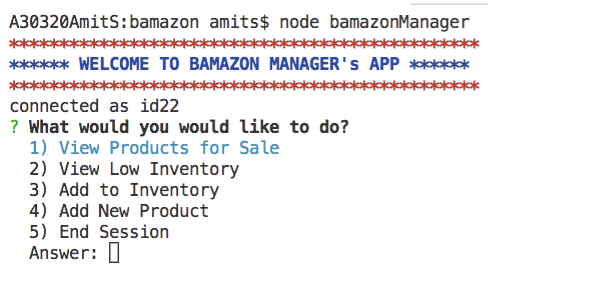 A30320AmitS:bamazon amits$ node bamazonManager
***********************************************
****** WELCOME TO BAMAZON MANAGER's APP ******
***********************************************
connected as id22
? What would you would like to do?
1) View Products for Sale
2) View Low Inventory
3) Add to Inventory
4) Add New Product
5) End Session
Answer: